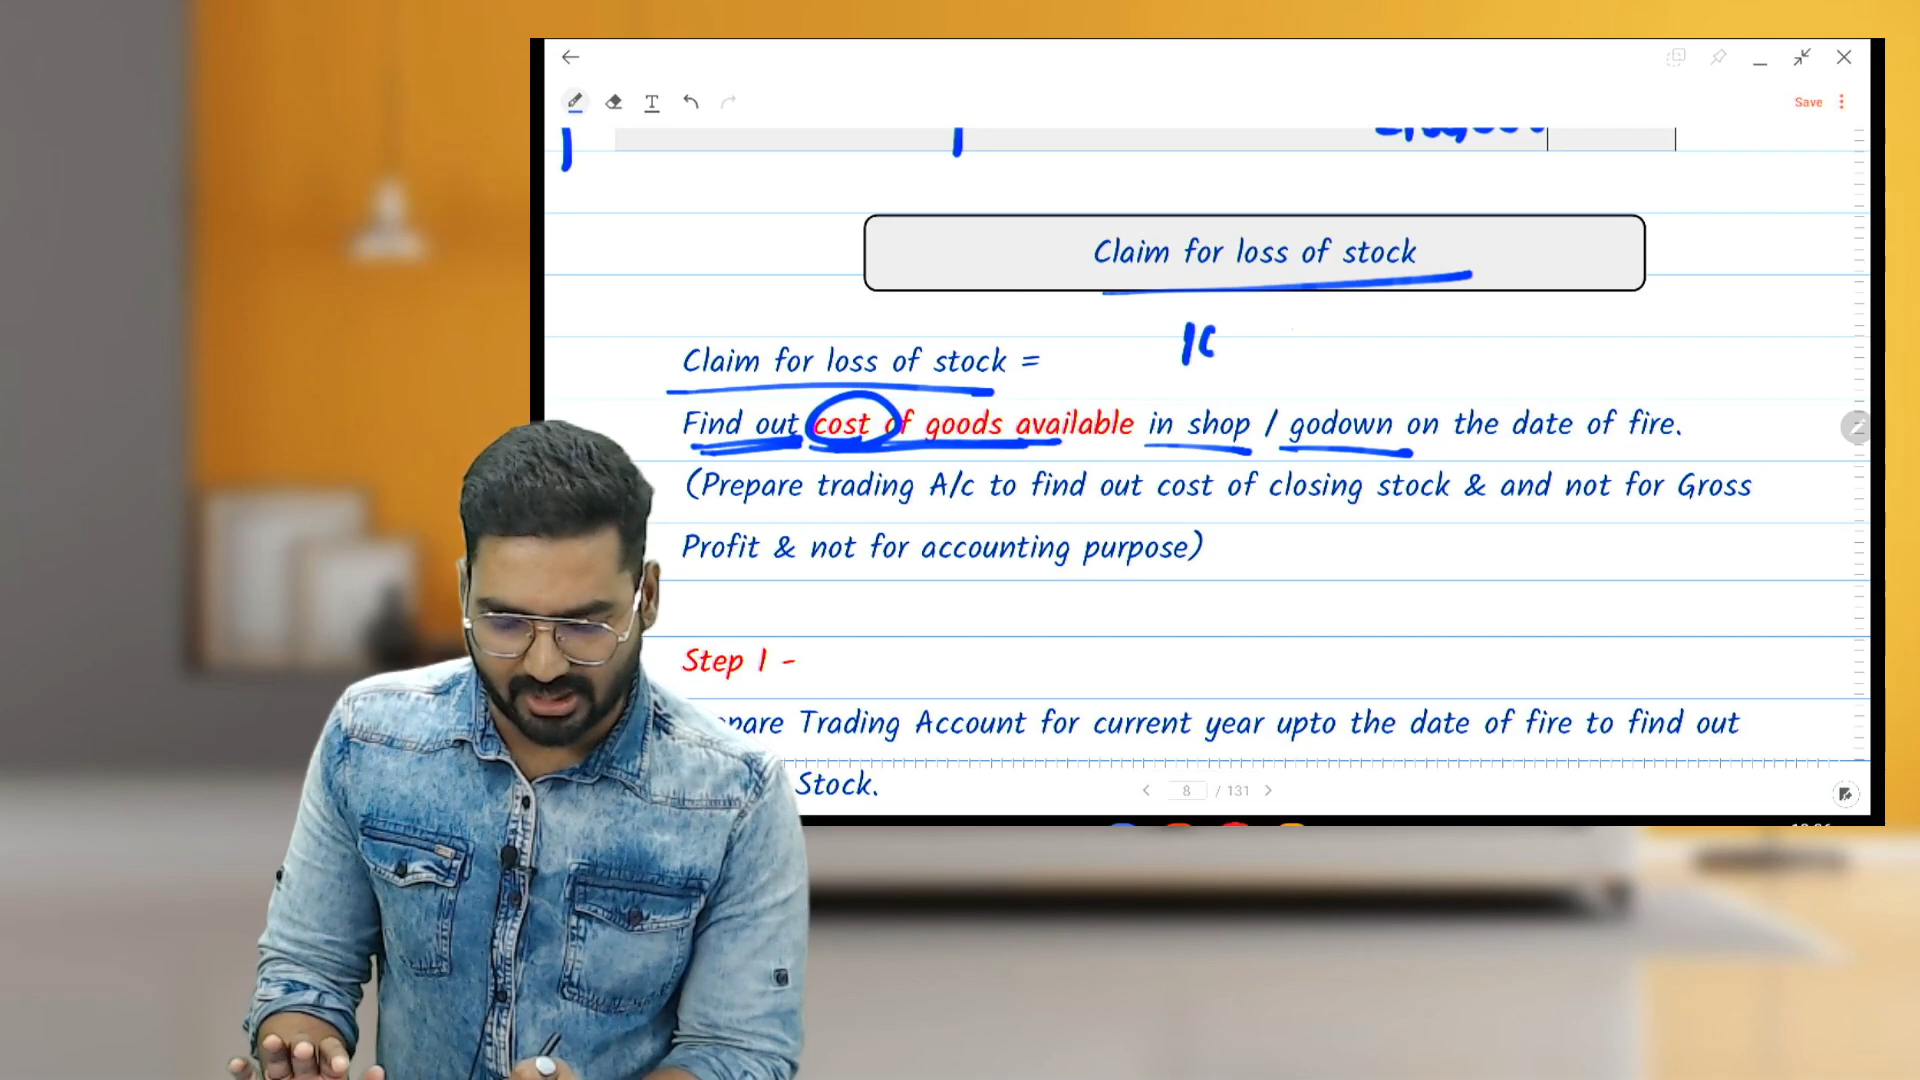 Save
Claim for loss of stock
Claim for loss of stock =
Find out cost of goods available in shop / godown on the date of fire.
(Prepare trading A/c to find out cost of closing stock & and not for Gross
Profit & not for accounting purpose)
Step 1 -
Trading Account for current year upto the date of fire to find out
Stock.
8 / 131